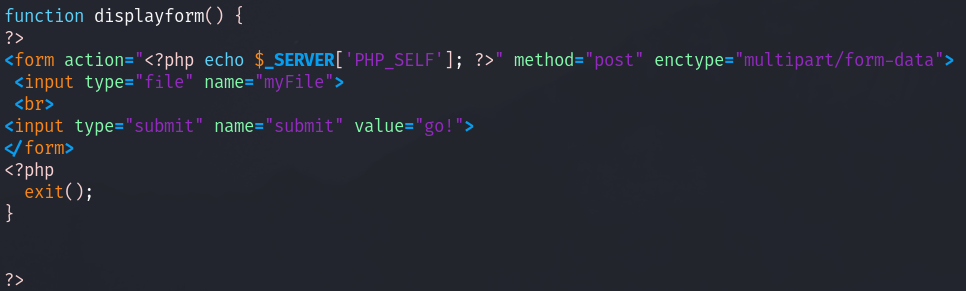 function displayform() {
?>
<form action="<?php echo $_SERVER['PHP_SELF']; ?>" method="post" enctype="multipart/form-data">
 <input type="file" name="myFile">
 <br>
<input type="submit" name="submit" value="go!">
</form>
<?php
  exit();
}
?>